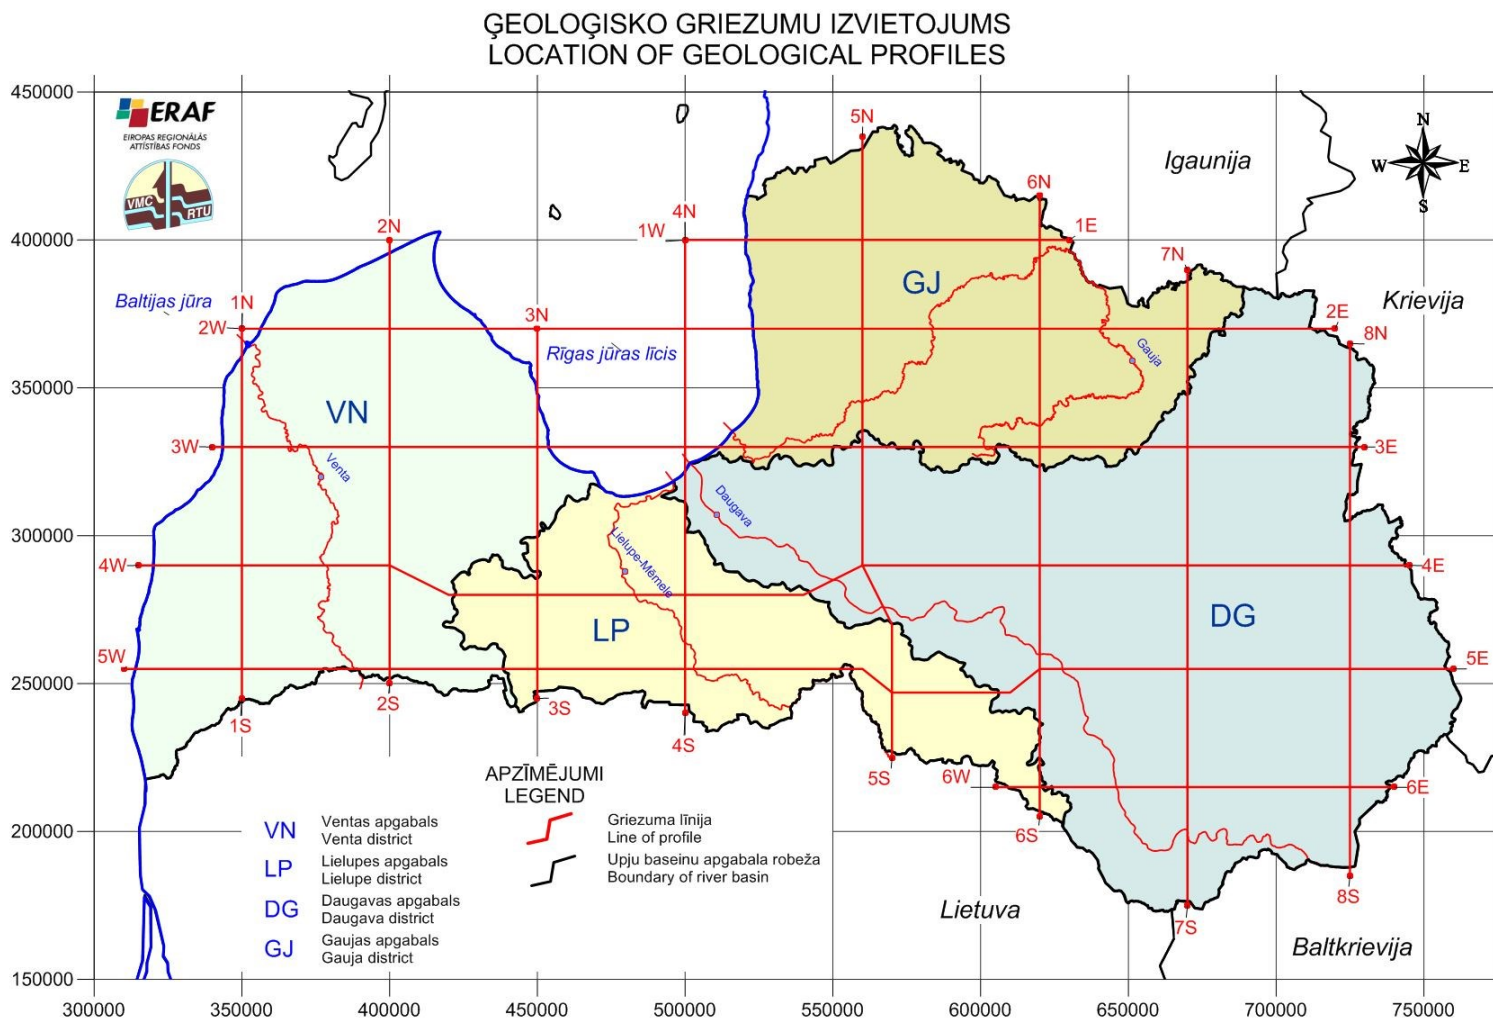 ĢEOLOĢISKO GRIEZUMU IZVIETOJUMS
LOCATION OF GEOLOGICAL PROFILES
450000
ERAF
EIROPAS REGIONĀLĀS
ATTĪSTĪBAS FONDS
VMC
RTU
5N
Igaunija
N
W
E
S
6N
2N
4N
400000
1W
1E
7N
GJ
Baltijas jūra
1N
Krievija
2W
3N
2E
8N
Rīgas jūras līcis
Gauja
350000
VN
3W
3E
Venta
Daugava
300000
Lielupe-Mēmele
4W
4E
LP
DG
5W
5E
250000
1S
2S
3S
4S
5S
6W
6E
APZĪMĒJUMI
LEGEND
VN
Ventas apgabals
Venta district
Griezuma līnija
Line of profile
200000
6S
LP
Lielupes apgabals
Lielupe district
Upju baseinu apgabala robeža
Boundary of river basin
DG
Daugavas apgabals
Daugava district
8S
Lietuva
7S
GJ
Gaujas apgabals
Gauja district
Baltkrievija
150000
300000
350000
400000
450000
500000
550000
600000
650000
700000
750000